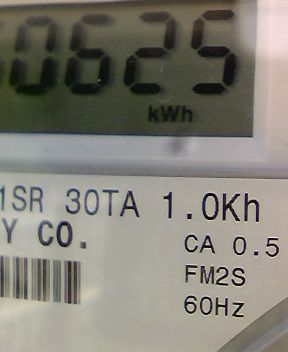 0625
kWh
1SR 30TA 1.0Kh
Y CO.
CA 0.5
FM2S
60Hz